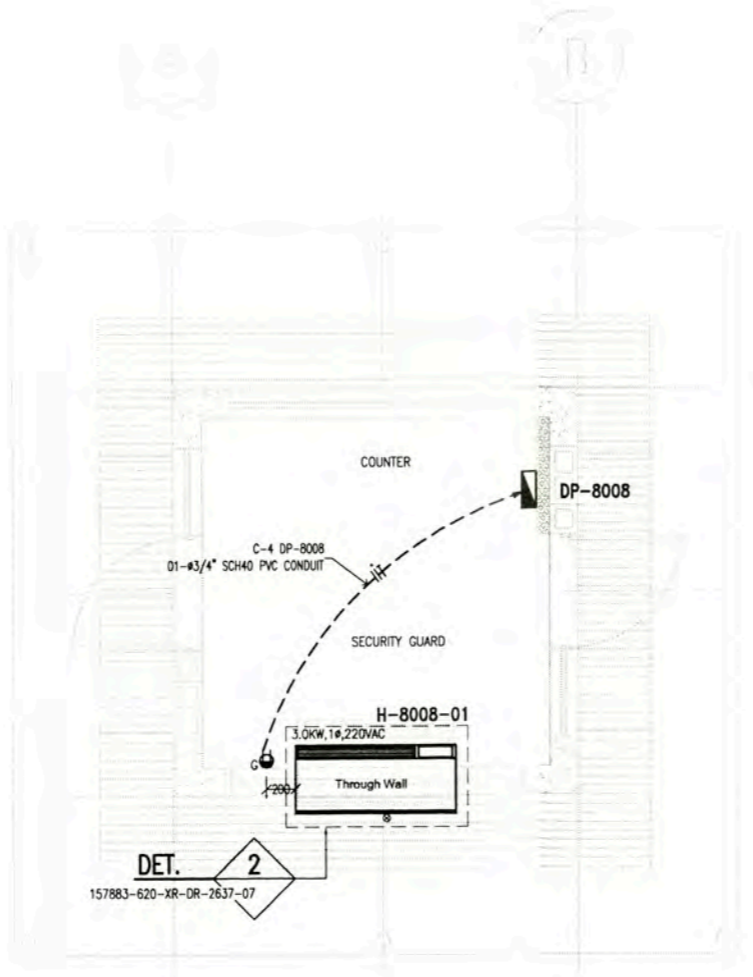 COUNTER
DP-8008
C-4 DP-8008
01-ø3/4" SCH40 PVC CONDUIT
SECURITY GUARD
H-8008-01
3.0KW,1ø,220VAC
G
200
Through Wall
DET.
2
157883-620-XR-DR-2637-07